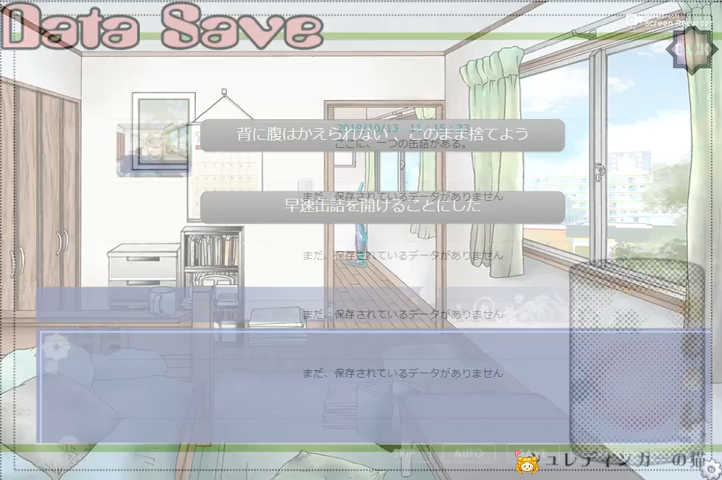 Data Save
Screen Recorder
背に腹はかえられない 、このまま捨てよう
ここに、一つの缶詰がある。
まだ、保存されているデータがありません
早速缶詰を開けることにした
まだ、保存されているデータがありません
まだ、保存されているデータがありません
まだ、保存されているデータがありません
AUTO
シュレディンガーの猫